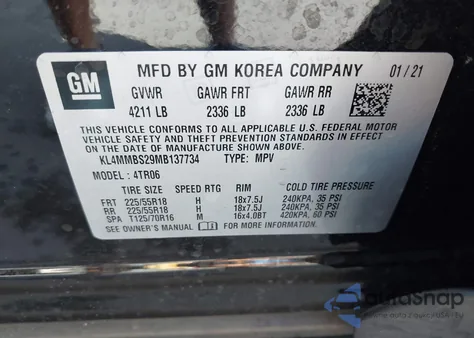 GM
MFD BY GM KOREA COMPANY 01/21
GVWR GAWR FRT GAWR RR
4211 LB 2336 LB 2336 LB
THIS VEHICLE CONFORMS TO ALL APPLICABLE U.S. FEDERAL MOTOR
VEHICLE SAFETY AND THEFT PREVENTION STANDARDS IN EFFECT ON
THE DATE OF MANUFACTURE SHOWN ABOVE.
KL4MMBS29MB137734 TYPE: MPV
MODEL : 4TR06
TIRE SIZE SPEED RTG RIM COLD TIRE PRESSURE
FRT 225/55R18 H 18x7.5J 240KPA, 35 PSI
RR 225/55R18 H 18x7.5J 240KPA, 35 PSI
SPA T125/70R16 M 16x4.0BT 420KPA, 60 PSI
SEE OWNER'S MANUAL FOR ADDITIONAL INFORMATION
autosnap